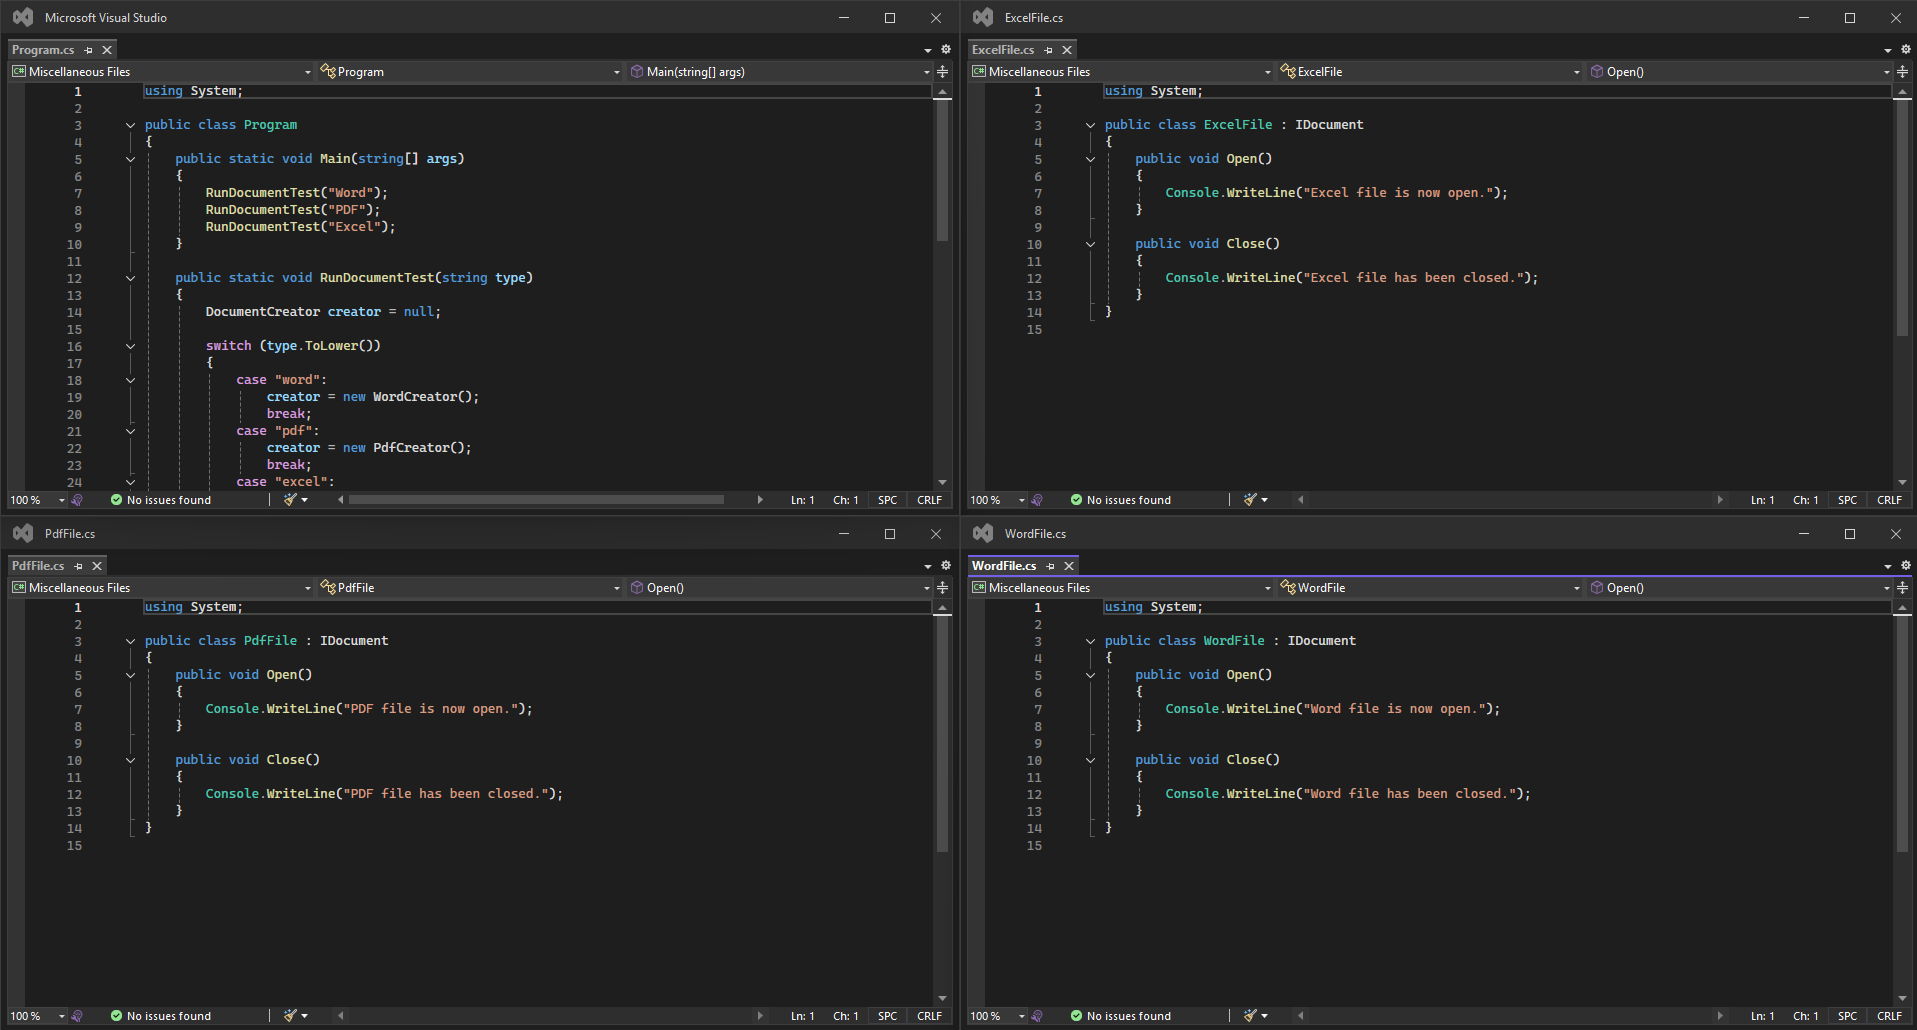 Microsoft Visual Studio
Program.cs
Miscellaneous Files
Program
Main(string[] args)
1 using System;
2
3 public class Program
4 {
5 public static void Main(string[] args)
6 {
7 RunDocumentTest("Word");
8 RunDocumentTest("PDF");
9 RunDocumentTest("Excel");
10 }
11
12 public static void RunDocumentTest(string type)
13 {
14 DocumentCreator creator = null;
15
16 switch (type.ToLower())
17 {
18 case "word":
19 creator = new WordCreator();
20 break;
21 case "pdf":
22 creator = new PdfCreator();
23 break;
24 case "excel":
100 % No issues found Ln: 1 Ch: 1 SPC CRLF
ExcelFile.cs
ExcelFile.cs
C# Miscellaneous Files
ExcelFile
Open()
1 using System;
2
3 public class ExcelFile : IDocument
4 {
5 public void Open()
6 {
7 Console.WriteLine("Excel file is now open.");
8 }
9
10 public void Close()
11 {
12 Console.WriteLine("Excel file has been closed.");
13 }
14 }
15
100 % No issues found Ln: 1 Ch: 1 SPC CRLF
PdfFile.cs
PdfFile.cs
C# Miscellaneous Files
PdfFile
Open()
1 using System;
2
3 public class PdfFile : IDocument
4 {
5 public void Open()
6 {
7 Console.WriteLine("PDF file is now open.");
8 }
9
10 public void Close()
11 {
12 Console.WriteLine("PDF file has been closed.");
13 }
14 }
15
100 % No issues found Ln: 1 Ch: 1 SPC CRLF
WordFile.cs
WordFile.cs
C# Miscellaneous Files
WordFile
Open()
1 using System;
2
3 public class WordFile : IDocument
4 {
5 public void Open()
6 {
7 Console.WriteLine("Word file is now open.");
8 }
9
10 public void Close()
11 {
12 Console.WriteLine("Word file has been closed.");
13 }
14 }
15
100 % No issues found Ln: 1 Ch: 1 SPC CRLF